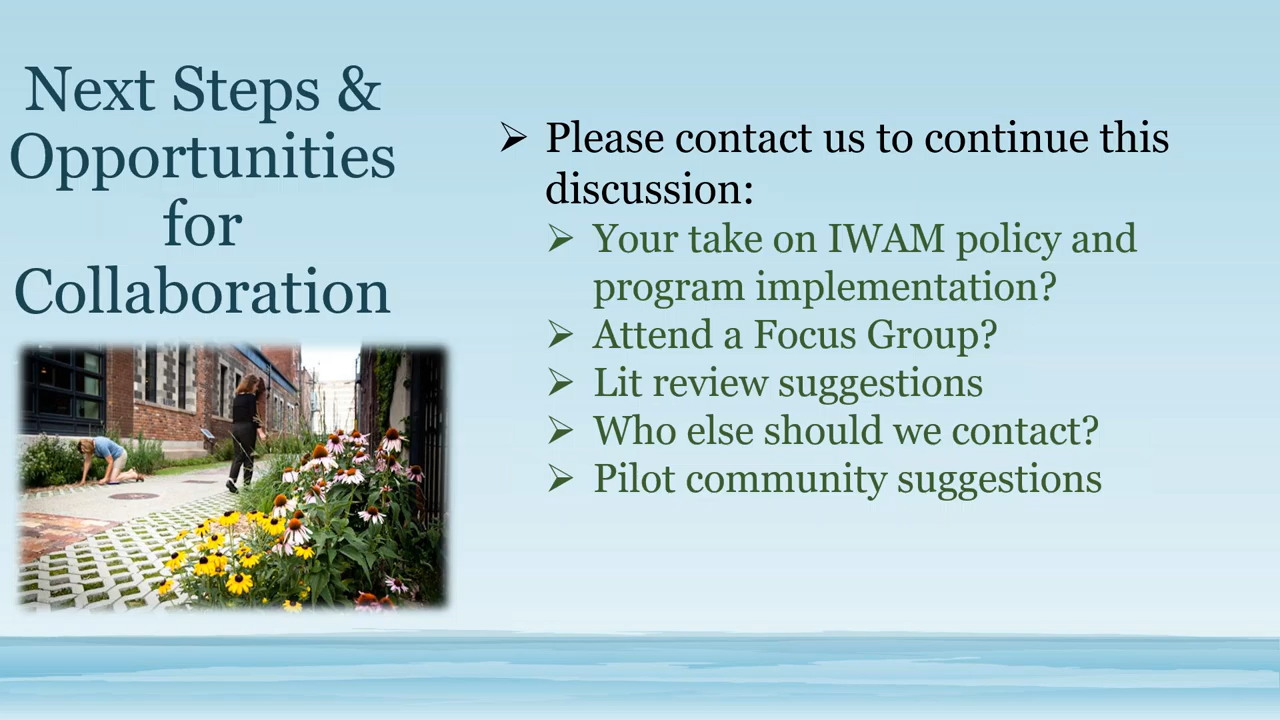 Next Steps &
Opportunities
for
Collaboration
➢ Please contact us to continue this
discussion:
➢ Your take on IWAM policy and
program implementation?
➢ Attend a Focus Group?
➢ Lit review suggestions
➢ Who else should we contact?
➢ Pilot community suggestions